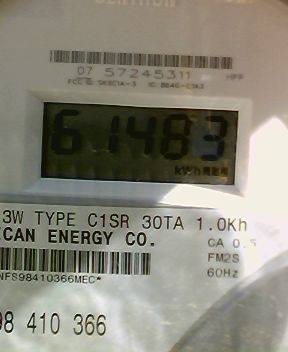 07 57245311
61483
kWh
3W TYPE C1SR 30TA 1.0Kh
CAN ENERGY CO. CA 0.5
FM2S
NFS98410366MEC* 60Hz
98 410 366